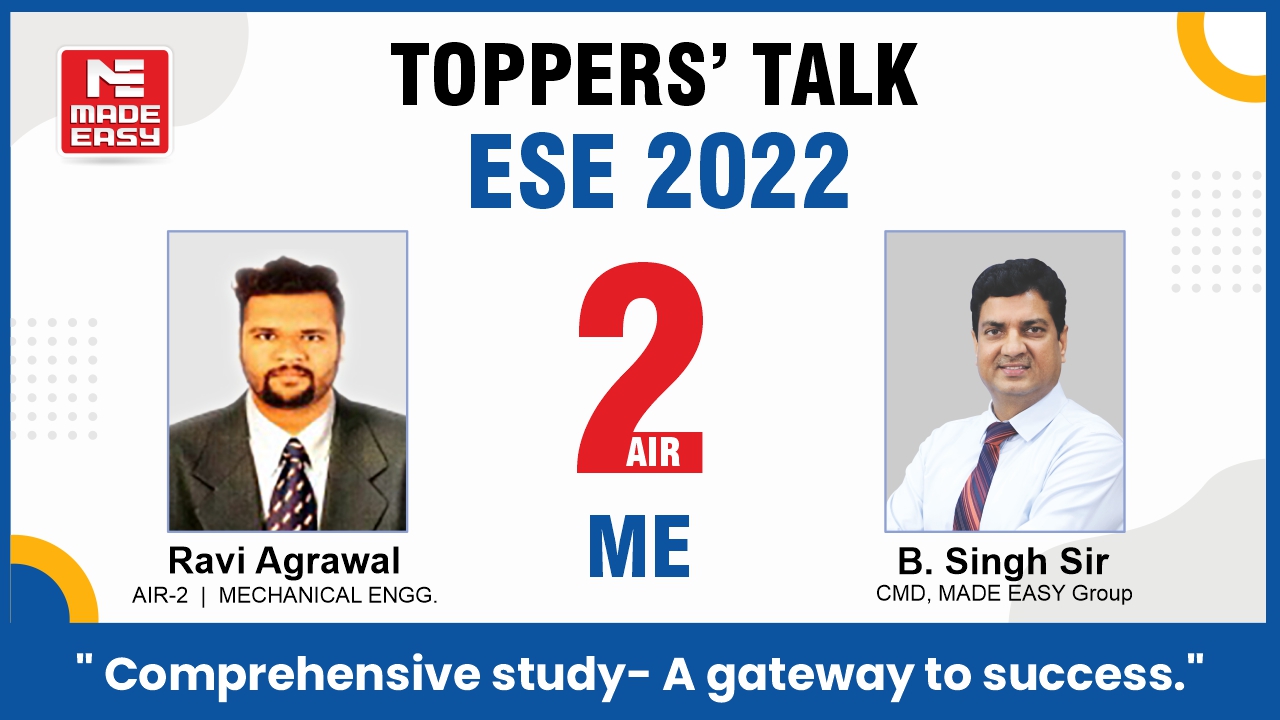 MADE
EASY
TOPPERS’ TALK
ESE 2022
2
AIR
ME
Ravi Agrawal
AIR-2 | MECHANICAL ENGG.
B. Singh Sir
CMD, MADE EASY Group
" Comprehensive study- A gateway to success."